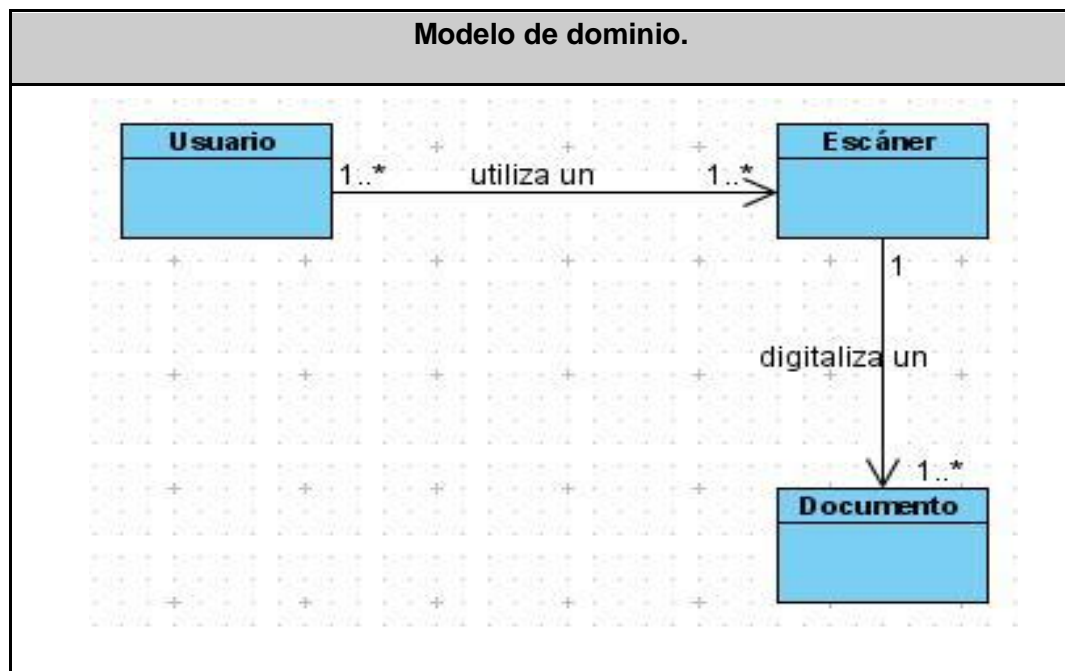 Modelo de dominio.
Usuario
Escáner
1..*
utiliza un
1..*
1
digitaliza un
1..*
Documento